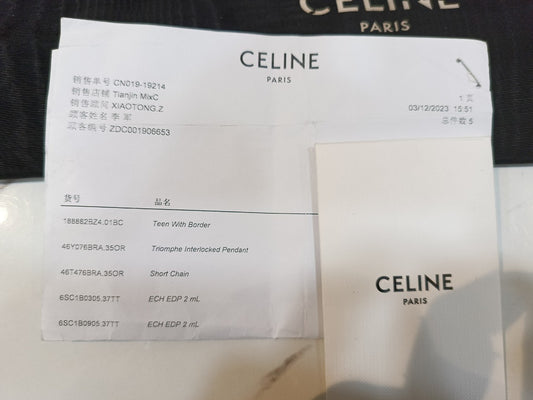 CELINE
PARIS
CELINE
PARIS
销售单号 CN019-19214
销售店铺 Tianjin MixC
销售顾问 XIAOTONG.Z
顾客姓名 李 军
顾客编号 ZDC001906653
1 页
03/12/2023 15:51
总件数 5
货号 品名
188882BZ4.01BC Teen With Border
46Y076BRA.35OR Triomphe Interlocked Pendant
46T476BRA.35OR Short Chain
6SC1B0305.37TT ECH EDP 2 mL
6SC1B0905.37TT ECH EDP 2 mL
CELINE
PARIS